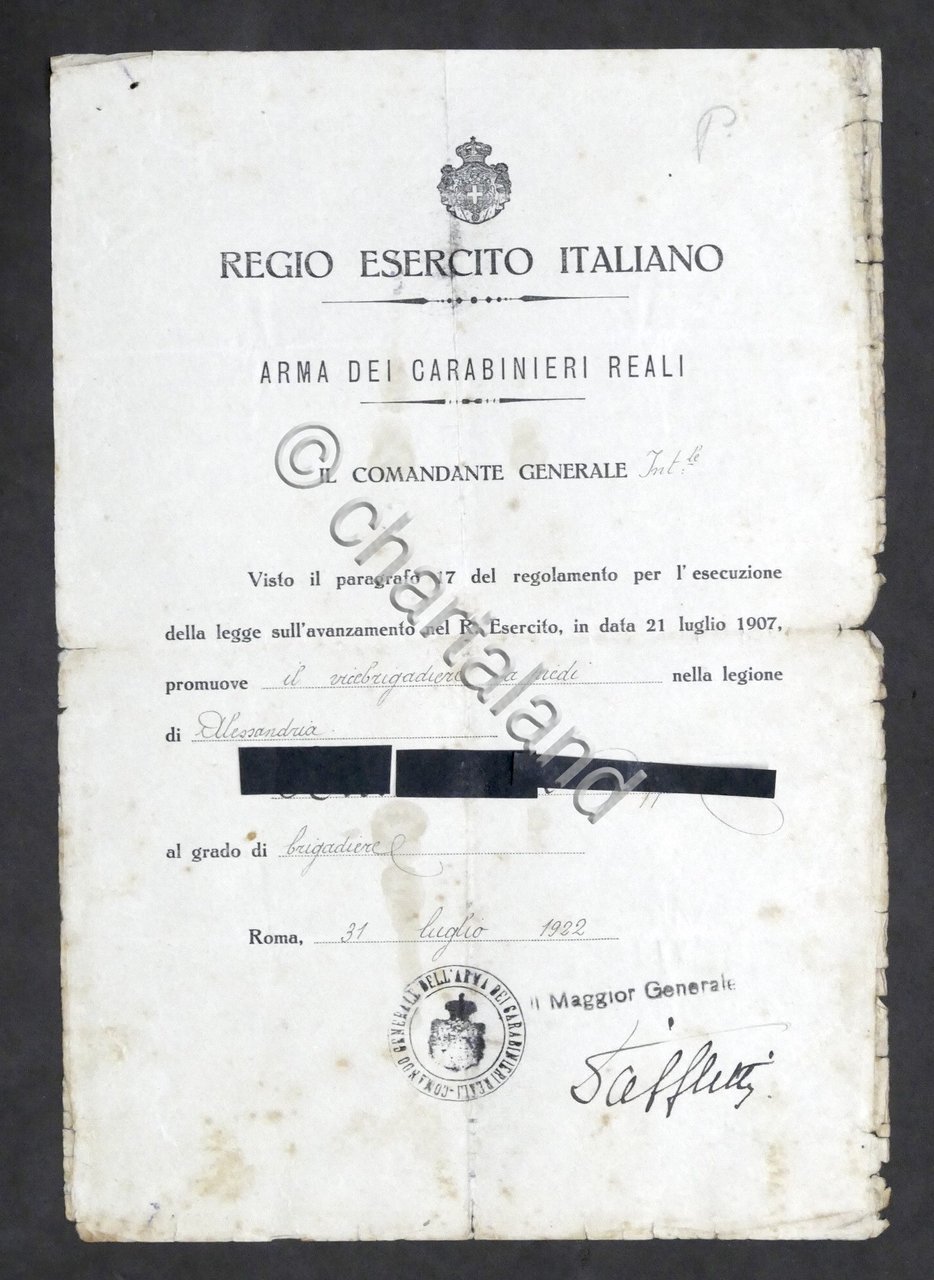 P.
REGIO ESERCITO ITALIANO
ARMA DEI CARABINIERI REALI
IL COMANDANTE GENERALE Int.le
Visto il paragrafo 17 del regolamento per l'esecuzione
della legge sull'avanzamento nel R. Esercito, in data 21 luglio 1907,
promuove il vicebrigadiere a piedi nella legione
di Alessandria
al grado di brigadiere
Roma, 31 luglio 1922
COMANDO GENERALE DELL'ARMA DEI CARABINIERI REALI
Il Maggior Generale
© chartaland